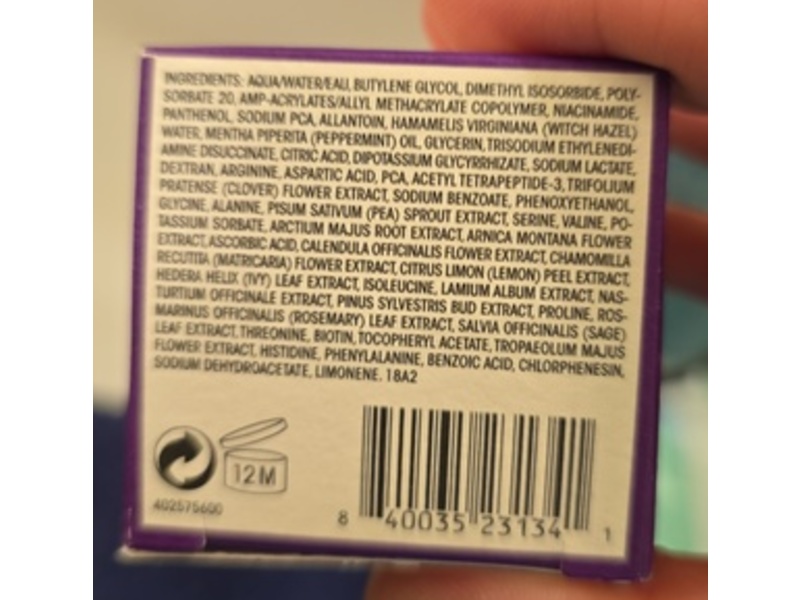 INGREDIENTS: AQUA/WATER/EAU, BUTYLENE GLYCOL, DIMETHYL ISOSORBIDE, POLY-
SORBATE 20, AMP-ACRYLATES/ALLYL METHACRYLATE COPOLYMER, NIACINAMIDE,
PANTHENOL, SODIUM PCA, ALLANTOIN, HAMAMELIS VIRGINIANA (WITCH HAZEL)
WATER, MENTHA PIPERITA (PEPPERMINT) OIL, GLYCERIN, TRISODIUM ETHYLENEDI-
AMINE DISUCCINATE, CITRIC ACID, DIPOTASSIUM GLYCYRRHIZATE, SODIUM LACTATE,
DEXTRAN, ARGININE, ASPARTIC ACID, PCA, ACETYL TETRAPEPTIDE-3, TRIFOLIUM
PRATENSE (CLOVER) FLOWER EXTRACT, SODIUM BENZOATE, PHENOXYETHANOL,
GLYCINE, ALANINE, PISUM SATIVUM (PEA) SPROUT EXTRACT, SERINE, VALINE, PO-
TASSIUM SORBATE, ARCTIUM MAJUS ROOT EXTRACT, ARNICA MONTANA FLOWER
EXTRACT, ASCORBIC ACID, CALENDULA OFFICINALIS FLOWER EXTRACT, CHAMOMILLA
RECUTITA (MATRICARIA) FLOWER EXTRACT, CITRUS LIMON (LEMON) PEEL EXTRACT,
HEDERA HELIX (IVY) LEAF EXTRACT, ISOLEUCINE, LAMIUM ALBUM EXTRACT, NAS-
TURTIUM OFFICINALE EXTRACT, PINUS SYLVESTRIS BUD EXTRACT, PROLINE, ROS-
MARINUS OFFICINALIS (ROSEMARY) LEAF EXTRACT, SALVIA OFFICINALIS (SAGE)
LEAF EXTRACT, THREONINE, BIOTIN, TOCOPHERYL ACETATE, TROPAEOLUM MAJUS
FLOWER EXTRACT, HISTIDINE, PHENYLALANINE, BENZOIC ACID, CHLORPHENESIN,
SODIUM DEHYDROACETATE, LIMONENE. 18A2
12M
402575600
8 40035 23134 1